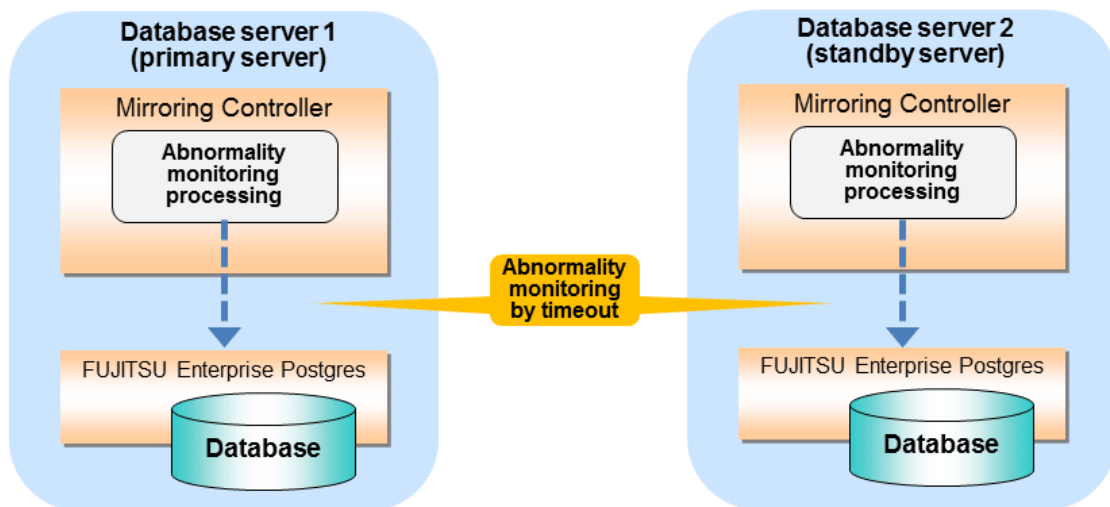 Database server 1
(primary server)
Mirroring Controller
Abnormality
monitoring
processing
FUJITSU Enterprise Postgres
Database
Abnormality
monitoring
by timeout
Database server 2
(standby server)
Mirroring Controller
Abnormality
monitoring
processing
FUJITSU Enterprise Postgres
Database